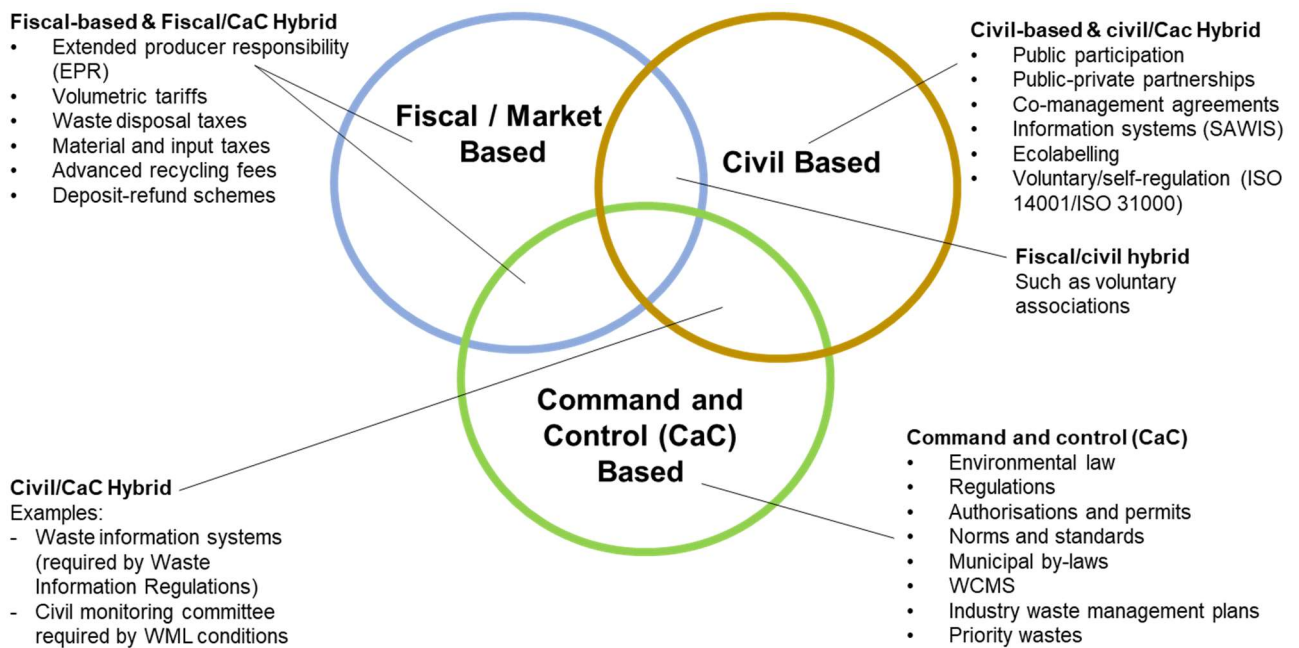 Fiscal-based & Fiscal/CaC Hybrid
• Extended producer responsibility
(EPR)
• Volumetric tariffs
• Waste disposal taxes
• Material and input taxes
• Advanced recycling fees
• Deposit-refund schemes
Fiscal / Market
Based
Civil Based
Civil-based & civil/Cac Hybrid
• Public participation
• Public-private partnerships
• Co-management agreements
• Information systems (SAWIS)
• Ecolabelling
• Voluntary/self-regulation (ISO
14001/ISO 31000)
Fiscal/civil hybrid
Such as voluntary
associations
Command and
Control (CaC)
Based
Civil/CaC Hybrid
Examples:
- Waste information systems
(required by Waste
Information Regulations)
- Civil monitoring committee
required by WML conditions
Command and control (CaC)
• Environmental law
• Regulations
• Authorisations and permits
• Norms and standards
• Municipal by-laws
• WCMS
• Industry waste management plans
• Priority wastes